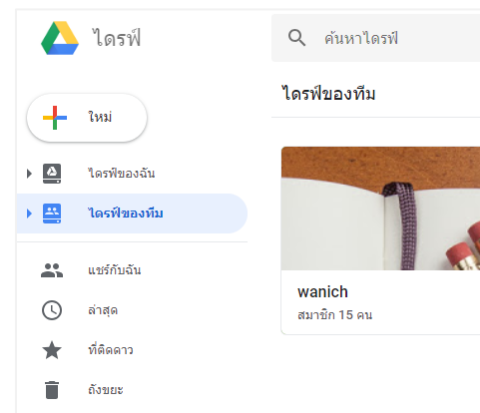 ไดรฟ์
ค้นหาไดรฟ์
ใหม่
ไดรฟ์ของฉัน
ไดรฟ์ของทีม
แชร์กับฉัน
ล่าสุด
ที่ติดดาว
ถังขยะ
ไดรฟ์ของทีม
wanich
สมาชิก 15 คน